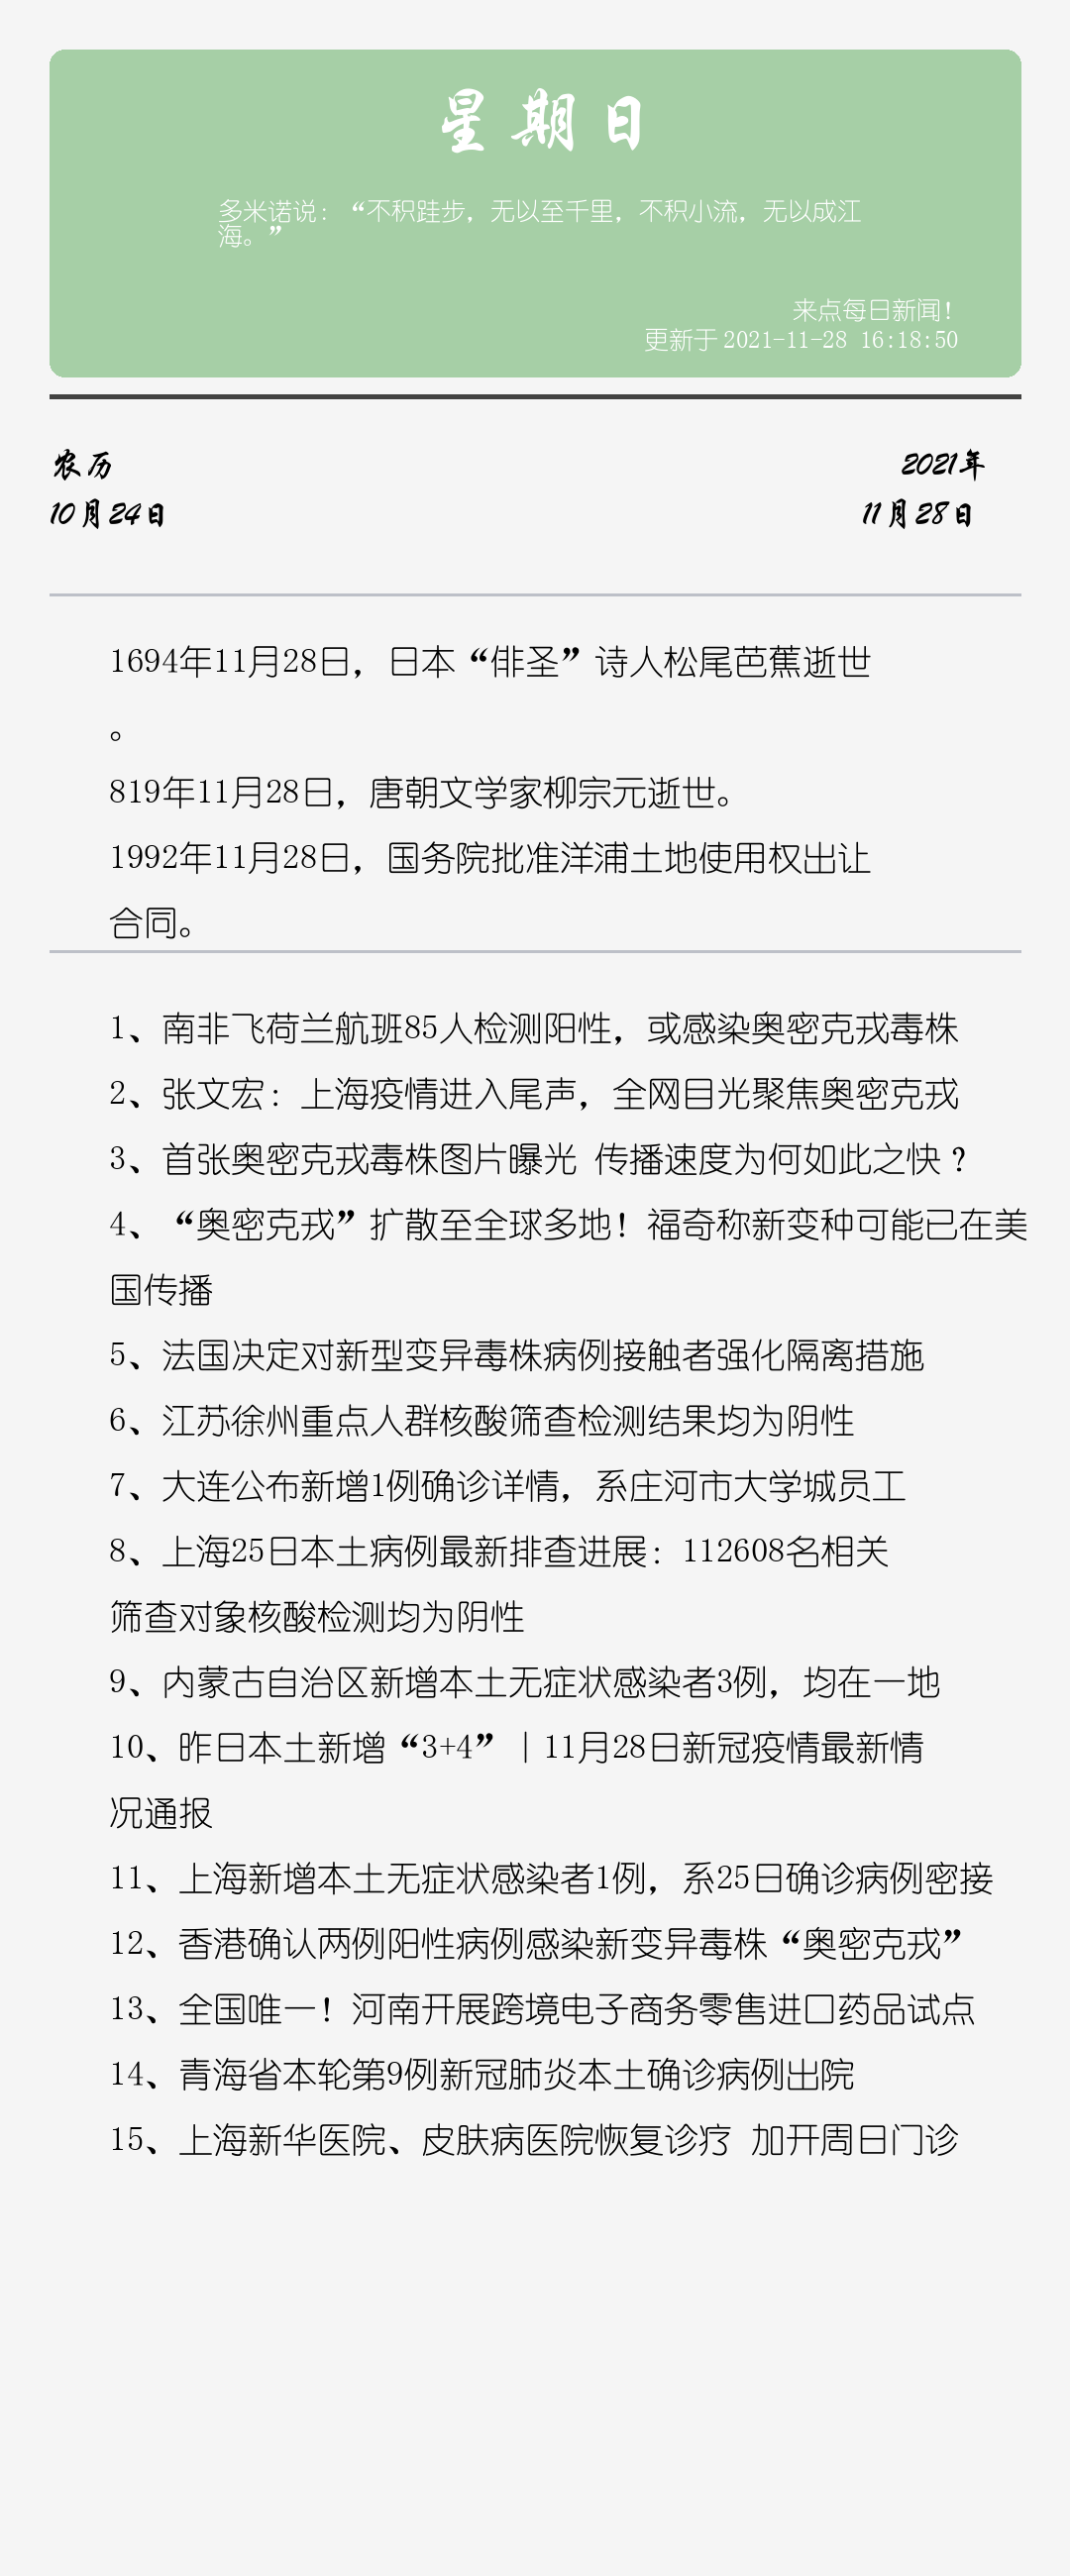 星期日
多米诺说：“不积跬步，无以至千里，不积小流，无以成江
海。”
来点每日新闻！
更新于 2021-11-28 16:18:50
农历
2021年
10月24日
11月28日
1694年11月28日，日本“俳圣”诗人松尾芭蕉逝世
。
819年11月28日，唐朝文学家柳宗元逝世。
1992年11月28日，国务院批准洋浦土地使用权出让
合同。
1、南非飞荷兰航班85人检测阳性，或感染奥密克戎毒株
2、张文宏：上海疫情进入尾声，全网目光聚焦奥密克戎
3、首张奥密克戎毒株图片曝光 传播速度为何如此之快？
4、“奥密克戎”扩散至全球多地！福奇称新变种可能已在美
国传播
5、法国决定对新型变异毒株病例接触者强化隔离措施
6、江苏徐州重点人群核酸筛查检测结果均为阴性
7、大连公布新增1例确诊详情，系庄河市大学城员工
8、上海25日本土病例最新排查进展：112608名相关
筛查对象核酸检测均为阴性
9、内蒙古自治区新增本土无症状感染者3例，均在一地
10、昨日本土新增“3+4”｜11月28日新冠疫情最新情
况通报
11、上海新增本土无症状感染者1例，系25日确诊病例密接
12、香港确认两例阳性病例感染新变异毒株“奥密克戎”
13、全国唯一！河南开展跨境电子商务零售进口药品试点
14、青海省本轮第9例新冠肺炎本土确诊病例出院
15、上海新华医院、皮肤病医院恢复诊疗 加开周日门诊